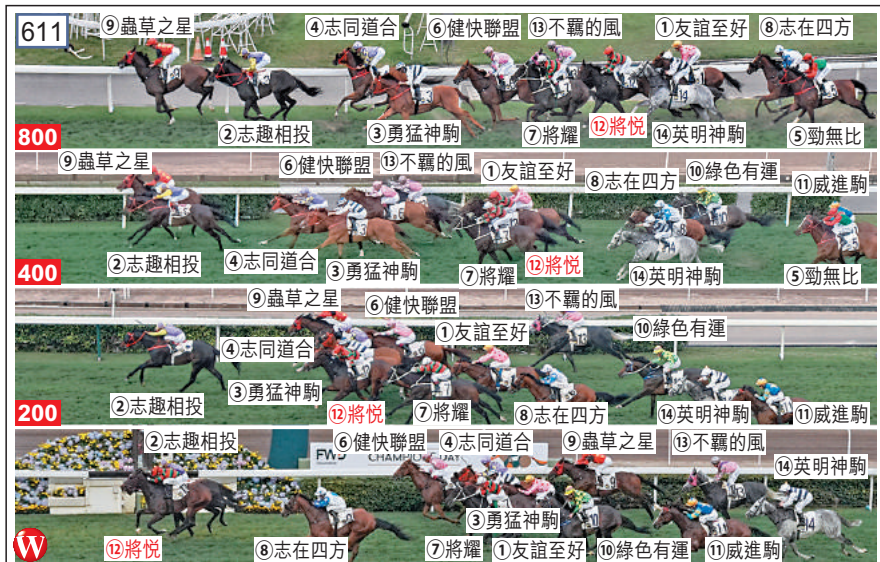 611
⑨蟲草之星 ④志同道合 ⑥健快聯盟 ⑬不羈的風 ①友誼至好 ⑧志在四方
800 ②志趣相投 ③勇猛神駒 ⑦將耀 ⑫將悦 ⑭英明神駒 ⑤勁無比
⑨蟲草之星 ⑥健快聯盟 ⑬不羈的風 ①友誼至好 ⑧志在四方 ⑩綠色有運 ⑪威進駒
400 ②志趣相投 ④志同道合 ③勇猛神駒 ⑦將耀 ⑫將悦 ⑭英明神駒 ⑤勁無比
⑨蟲草之星 ⑥健快聯盟 ⑬不羈的風
④志同道合 ①友誼至好 ⑩綠色有運
200 ②志趣相投 ③勇猛神駒 ⑫將悦 ⑦將耀 ⑧志在四方 ⑭英明神駒 ⑪威進駒
②志趣相投 ⑥健快聯盟 ④志同道合 ⑨蟲草之星 ⑬不羈的風
FWD CHAMPIONS DAY
⑭英明神駒
③勇猛神駒
W ⑫將悦 ⑧志在四方 ⑦將耀 ①友誼至好 ⑩綠色有運 ⑪威進駒